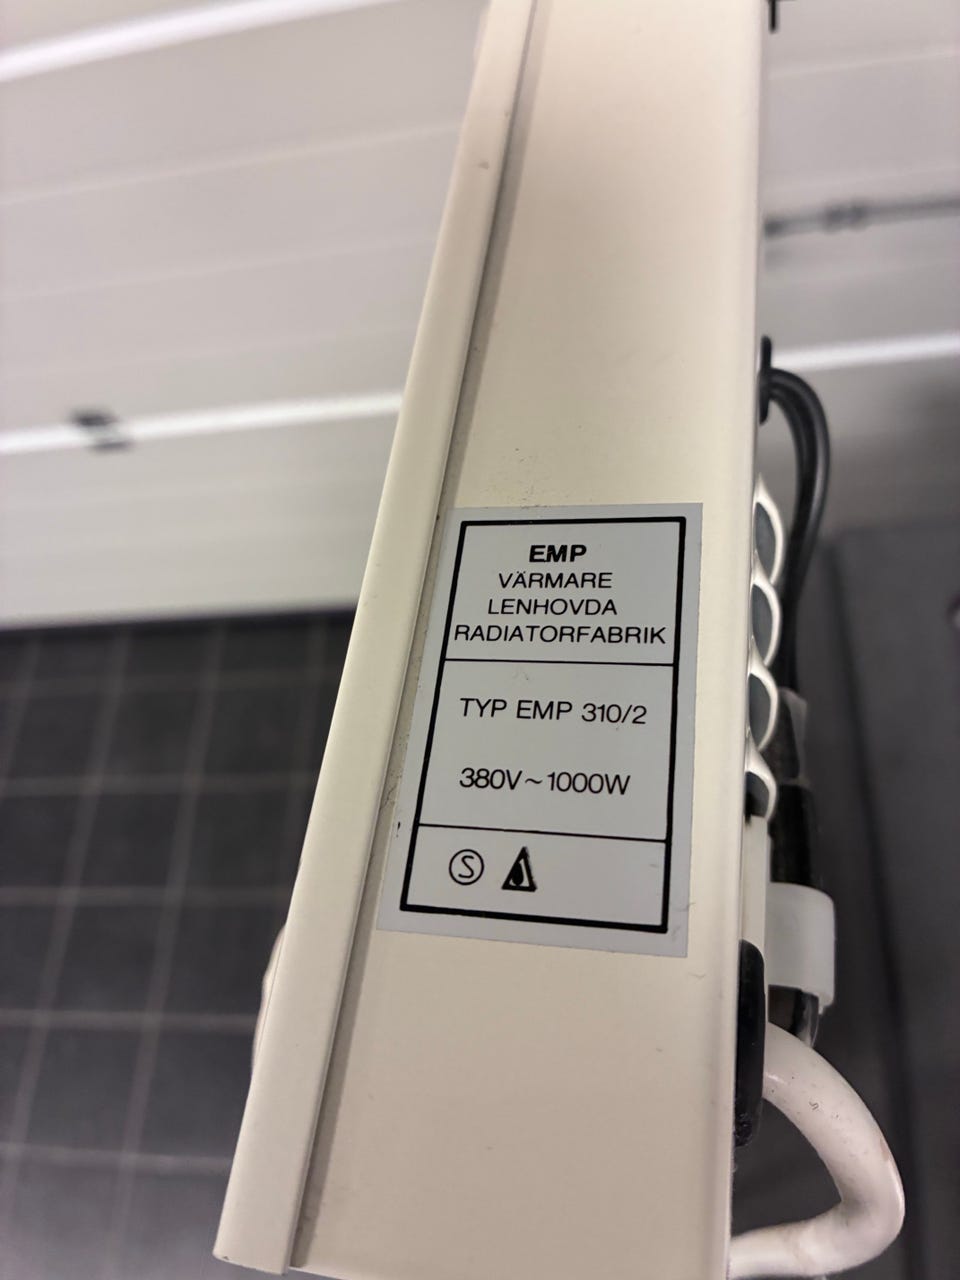 EMP
VÄRMARE
LENHOVDA
RADIATORFABRIK
TYP EMP 310/2
380V~1000W
S